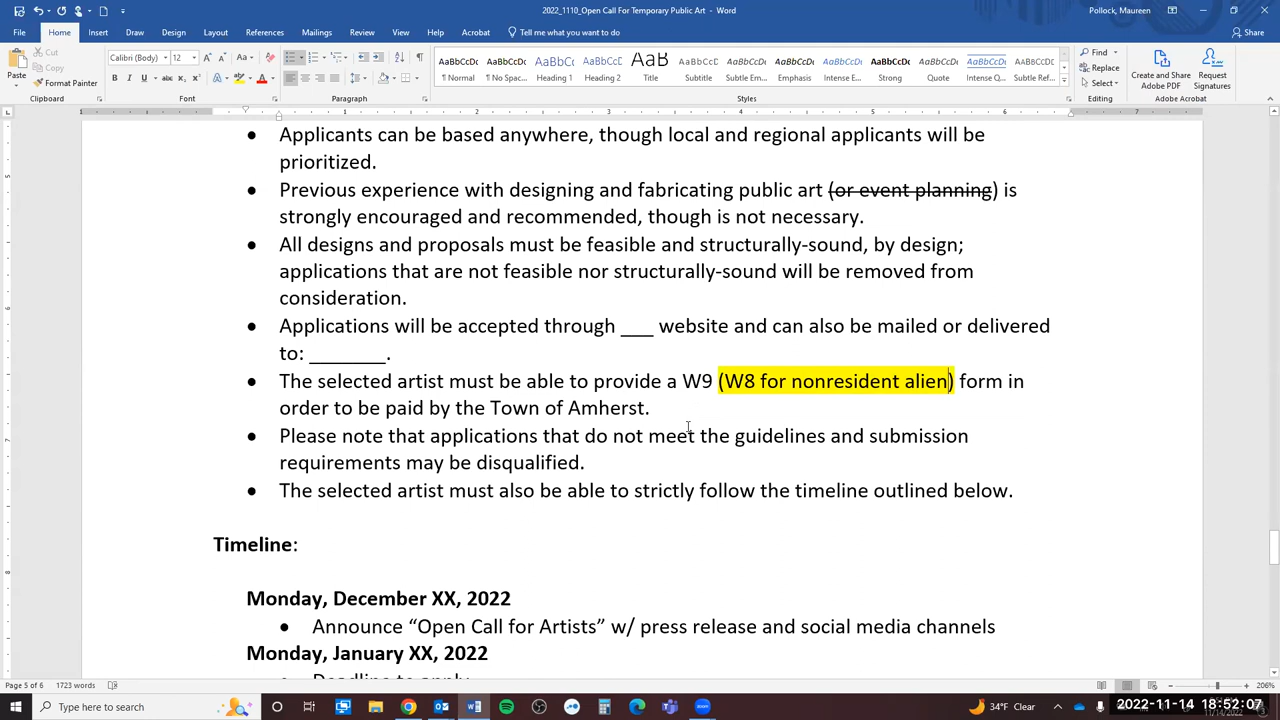 2022_1110_Open Call For Temporary Public Art - Word
Pollock, Maureen
File Home Insert Draw Design Layout References Mailings Review View Help Acrobat Tell me what you want to do Share
Paste
Cut
Copy
Format Painter
Calibri (Body) 12
Clipboard Font Paragraph Styles Editing Adobe Acrobat
AaBbCcDc AaBbCcDc AaBbCc AaBbCcC AaB AaBbCcC AaBbCcDc AaBbCcDc AaBbCcDc AaBbCcDc AaBbCcDc AaBbCcDc AaBbCcDc
¶ Normal ¶ No Spac... Heading 1 Heading 2 Title Subtitle Subtle Em... Emphasis Intense E... Strong Quote Intense Q... Subtle Ref...
Find
Replace
Select
Create and Share Adobe PDF
Request Signatures
• Applicants can be based anywhere, though local and regional applicants will be
prioritized.
• Previous experience with designing and fabricating public art (or event planning) is
strongly encouraged and recommended, though is not necessary.
• All designs and proposals must be feasible and structurally-sound, by design;
applications that are not feasible nor structurally-sound will be removed from
consideration.
• Applications will be accepted through ___ website and can also be mailed or delivered
to: _______.
• The selected artist must be able to provide a W9 (W8 for nonresident alien) form in
order to be paid by the Town of Amherst.
• Please note that applications that do not meet the guidelines and submission
requirements may be disqualified.
• The selected artist must also be able to strictly follow the timeline outlined below.
Timeline:
Monday, December XX, 2022
• Announce “Open Call for Artists” w/ press release and social media channels
Monday, January XX, 2022
• Deadline to apply
Page 5 of 6 1723 words 206%
Type here to search
34°F Clear
2022-11-14 18:52:07